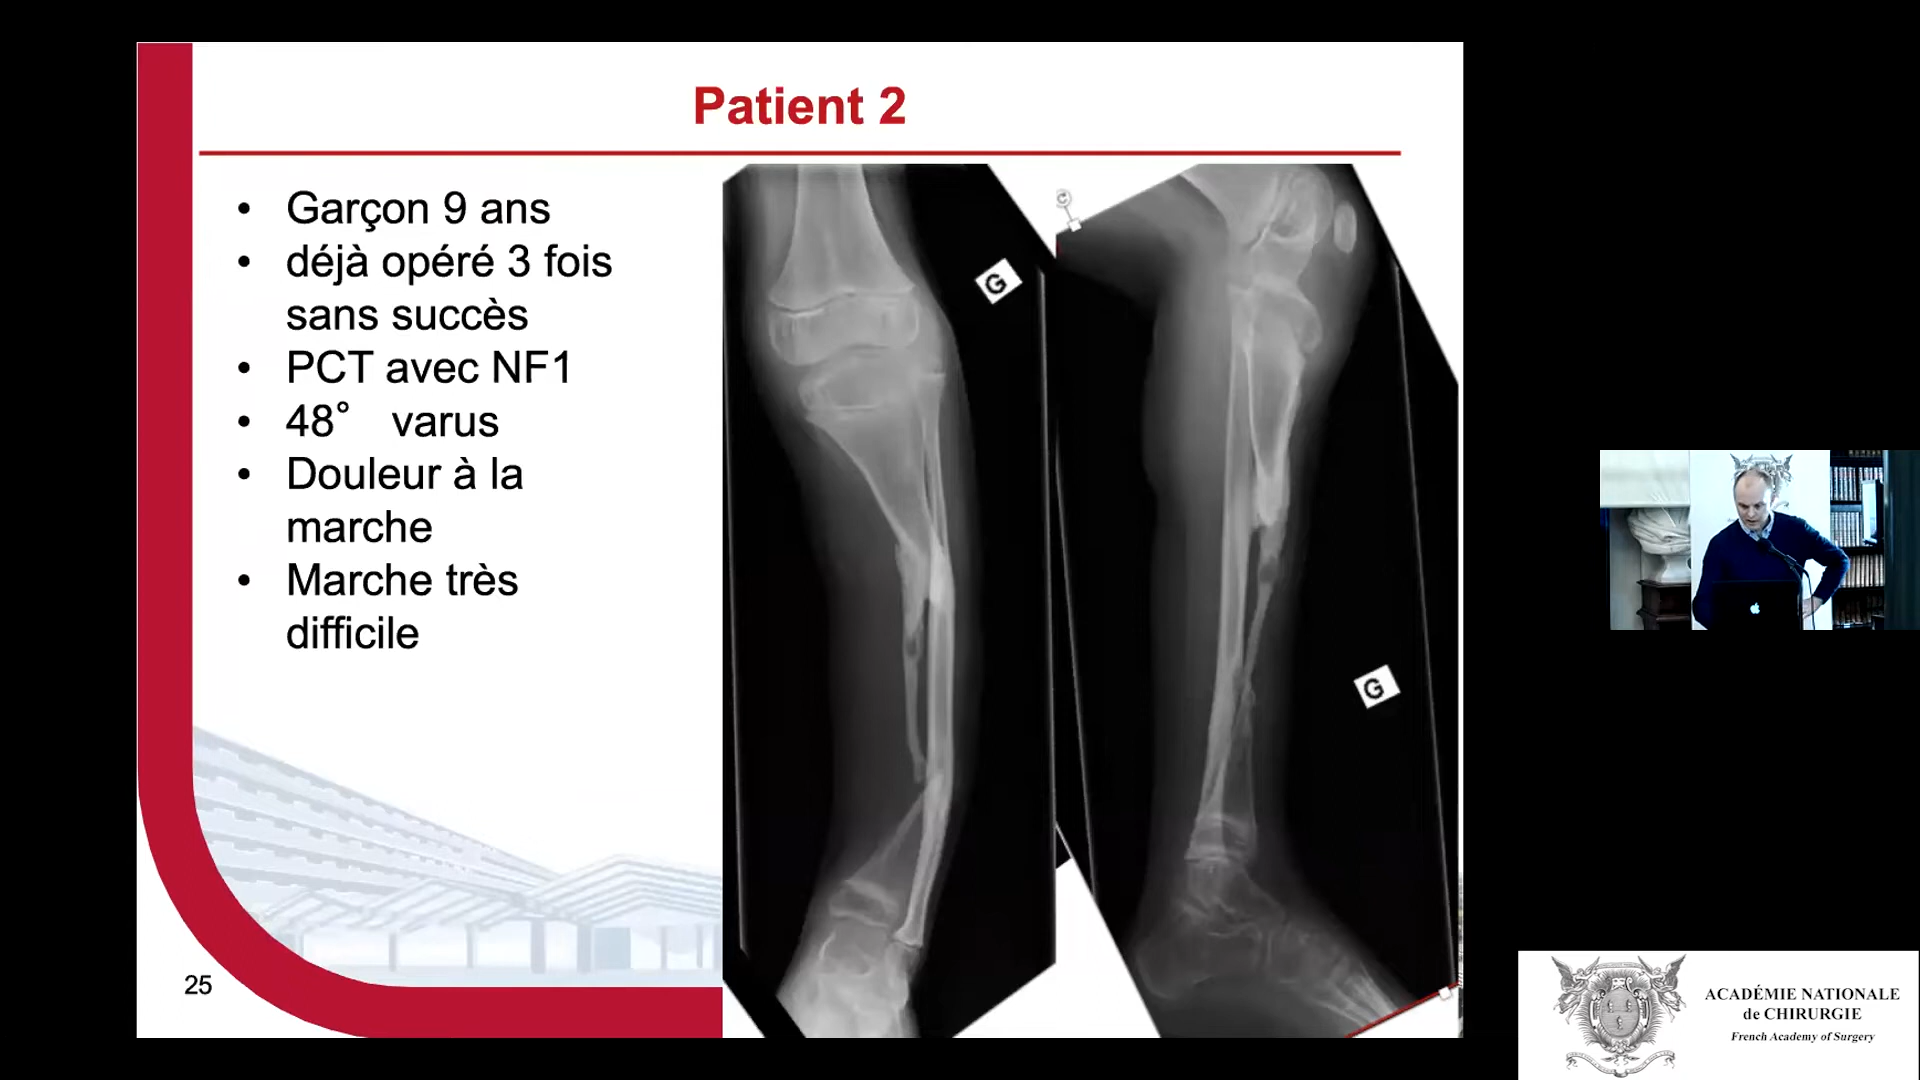 Patient 2
• Garçon 9 ans
• déjà opéré 3 fois
sans succès
• PCT avec NF1
• 48° varus
• Douleur à la
marche
• Marche très
difficile
25
G
G
C
ACADÉMIE NATIONALE
de CHIRURGIE
French Academy of Surgery